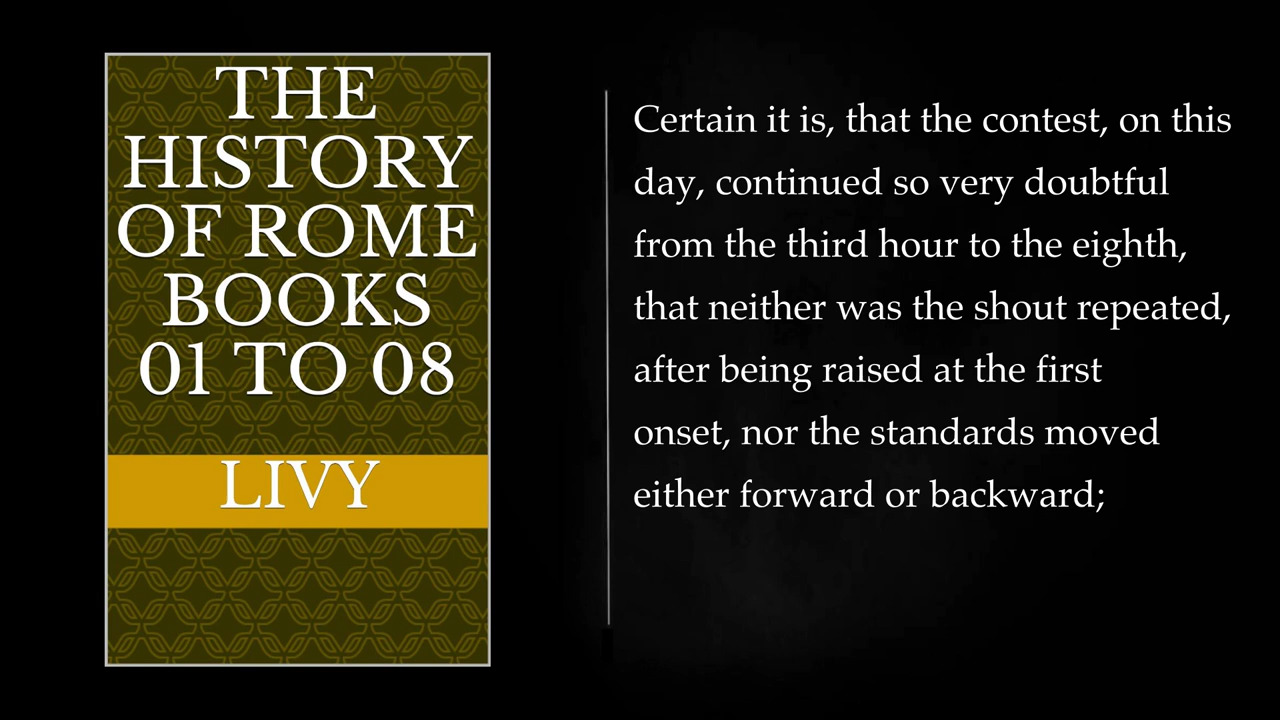 THE
HISTORY
OF ROME
BOOKS
01 TO 08
LIVY
Certain it is, that the contest, on this
day, continued so very doubtful
from the third hour to the eighth,
that neither was the shout repeated,
after being raised at the first
onset, nor the standards moved
either forward or backward;